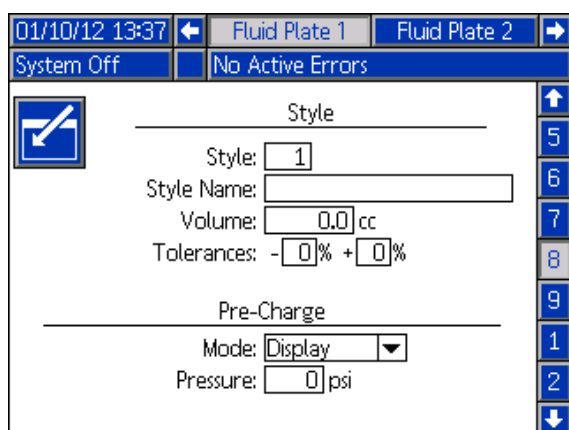 01/10/12 13:37 Fluid Plate 1 Fluid Plate 2
System Off No Active Errors
Style
5
Style: 1
6
Style Name:
7
Volume: 0.0 cc
Tolerances: - 0% + 0%
8
9
Pre-Charge
1
Mode: Display
Pressure: 0 psi
2